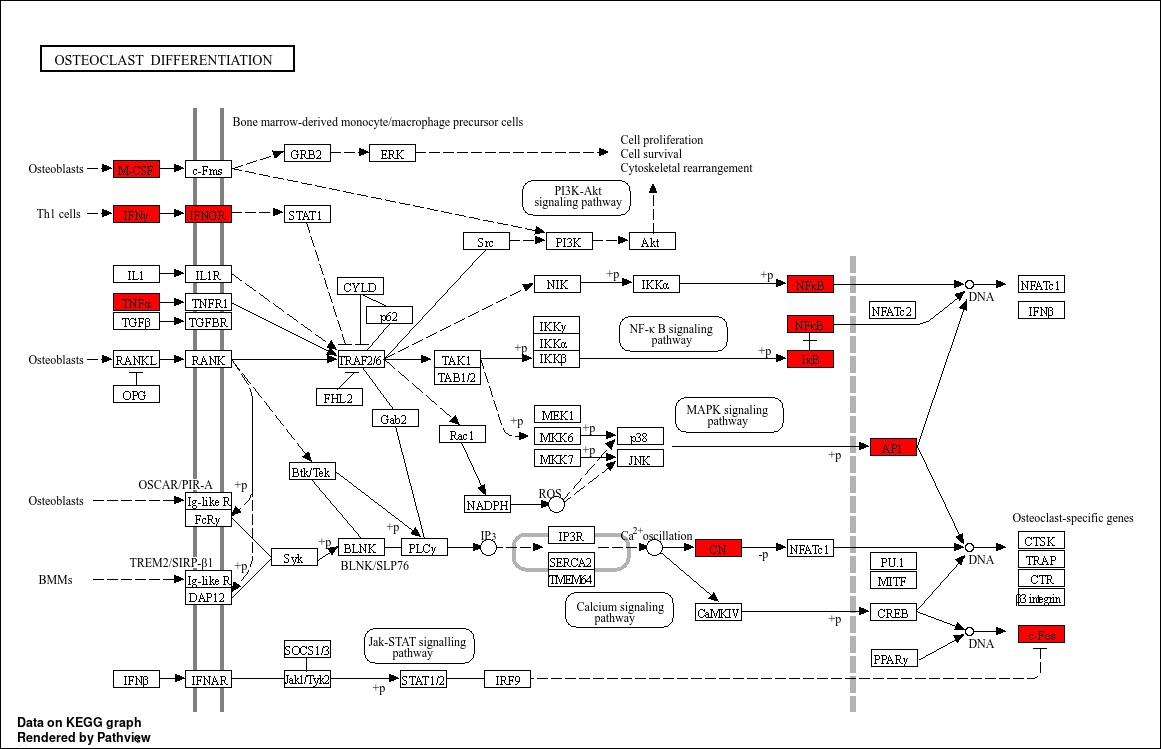 OSTEOCLAST DIFFERENTIATION
Bone marrow-derived monocyte/macrophage precursor cells
Cell proliferation
Cell survival
Cytoskeletal rearrangement
GRB2
ERK
Osteoblasts
M-CSF
c-Fms
PI3K-Akt
signaling pathway
Th1 cells
IFNγ
IFNGR
STAT1
Src
PI3K
Akt
IL1
IL1R
CYLD
p62
NIK
+p
IKKα
+p
NFκB
DNA
NFATc1
TNFα
TNFR1
NFATc2
IFNβ
TGFβ
TGFBR
IKKγ
IKKα
IKKβ
NF-κ B signaling
pathway
NFκB
IκB
+p
+p
Osteoblasts
RANKL
RANK
TRAF2/6
TAK1
TAB1/2
OPG
FHL2
Gab2
Rac1
MEK1
MKK6
MKK7
+p
+p
+p
p38
JNK
MAPK signaling
pathway
+p
AP1
Btk/Tek
OSCAR/PIR-A
+p
Osteoblasts
Ig-like R
FcRγ
NADPH
ROS
Osteoclast-specific genes
Syk
+p
BLNK
+p
PLCγ
BLNK/SLP76
IP3
IP3R
SERCA2
TMEM64
Ca2+oscillation
CN
-p
NFATc1
DNA
CTSK
TRAP
CTR
β3 integrin
PU.1
MITF
TREM2/SIRP-β1
+p
BMMs
Ig-like R
DAP12
Calcium signaling
pathway
CaMKIV
+p
CREB
DNA
c-Fos
PPARγ
Jak-STAT signalling
pathway
SOCS1/3
IFNβ
IFNAR
Jak1/Tyk2
+p
STAT1/2
IRF9
Data on KEGG graph
Rendered by Pathview